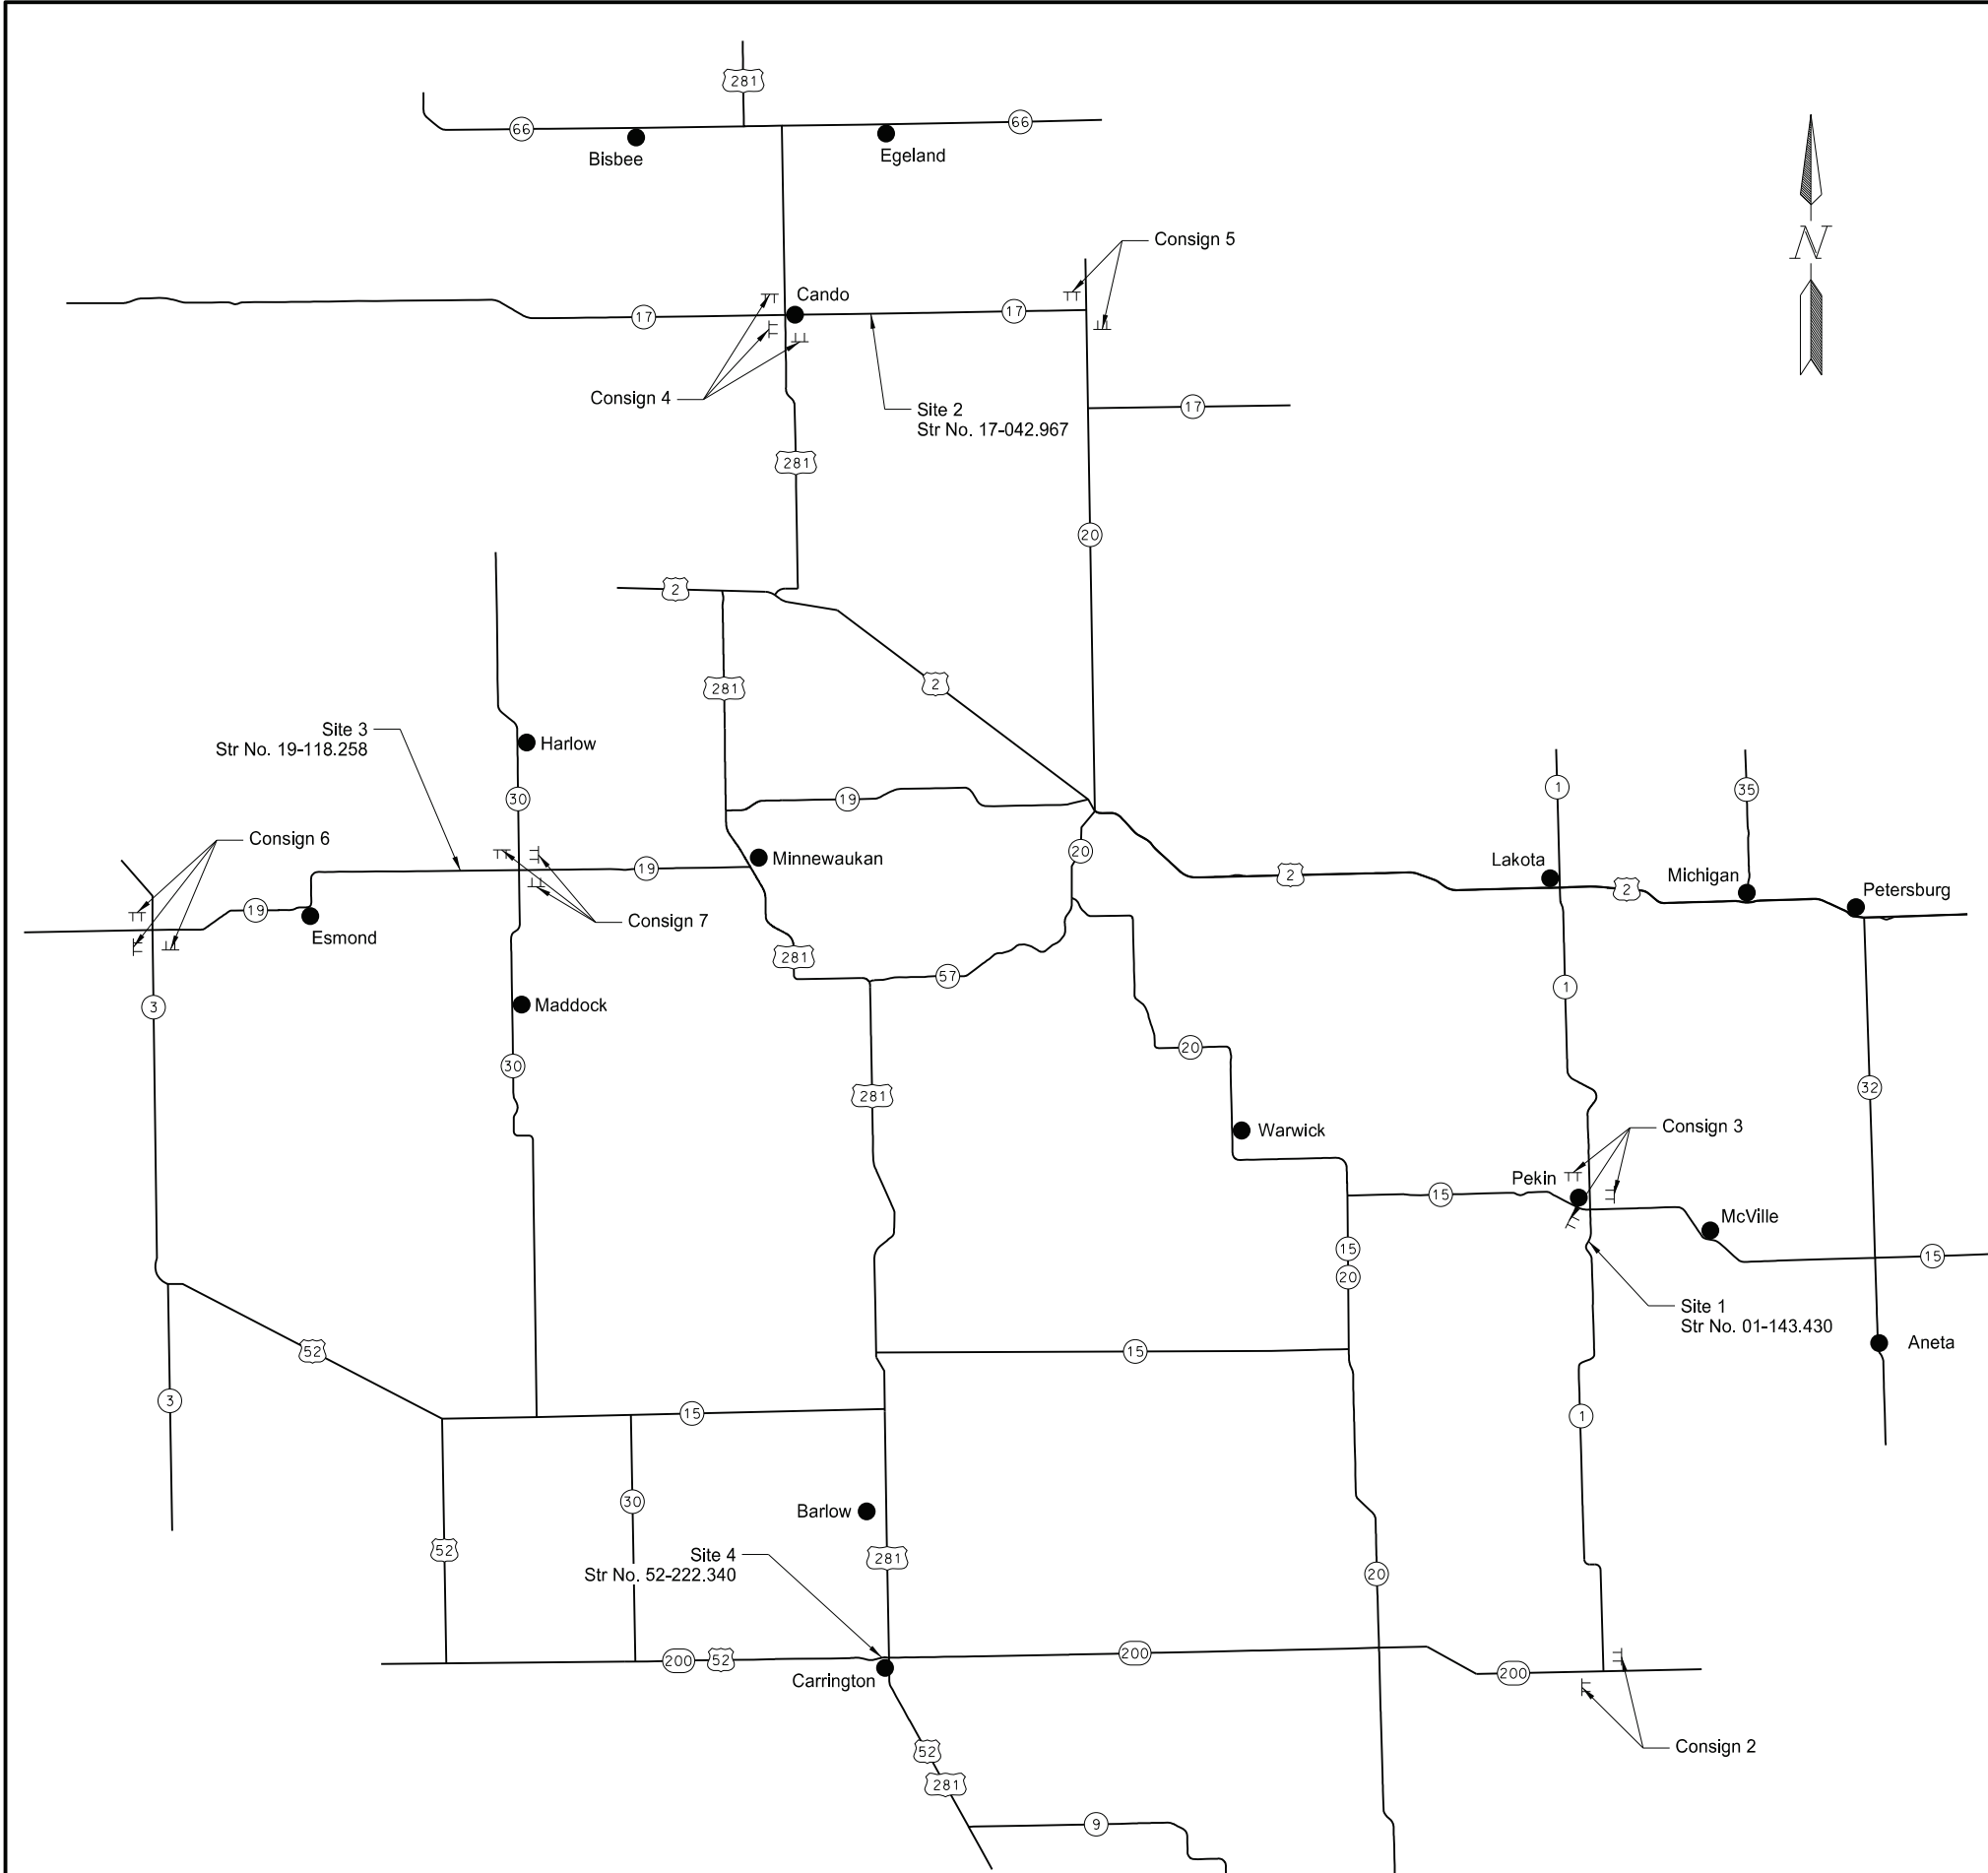 281
66
66
Bisbee
Egeland
N
Consign 5
Cando
17
17
Consign 4
Site 2
Str No. 17-042.967
17
281
20
2
281
2
Site 3
Str No. 19-118.258
Harlow
30
19
1
35
Consign 6
Minnewaukan
20
19
Lakota
2
Michigan
2
Petersburg
19
Esmond
Consign 7
281
57
3
1
Maddock
20
30
281
32
Warwick
Consign 3
Pekin
15
McVille
15
20
15
Site 1
Str No. 01-143.430
52
15
Aneta
3
15
1
30
Barlow
52
Site 4
Str No. 52-222.340
281
20
200
52
200
200
Carrington
52
Consign 2
281
9